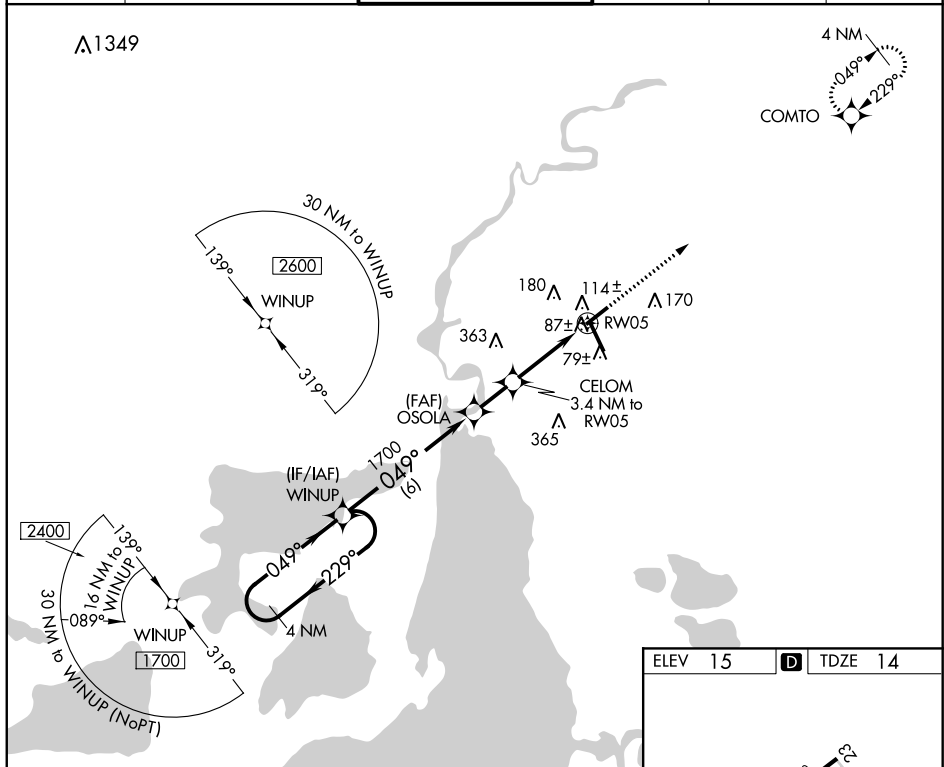 1349
4 NM
049°
229°
COMTO
30 NM to WINUP
139°
2600
WINUP
319°
180
114±
170
87±
RW05
363
79±
CELOM
3.4 NM to
RW05
(FAF)
OSOLA
365
1700
049°
(6)
(IF/IAF)
WINUP
049°
229°
4 NM
2400
139°
16 NM to
WINUP
089°
30 NM to WINUP (NoPT)
WINUP
1700
319°
ELEV 15 D TDZE 14
23